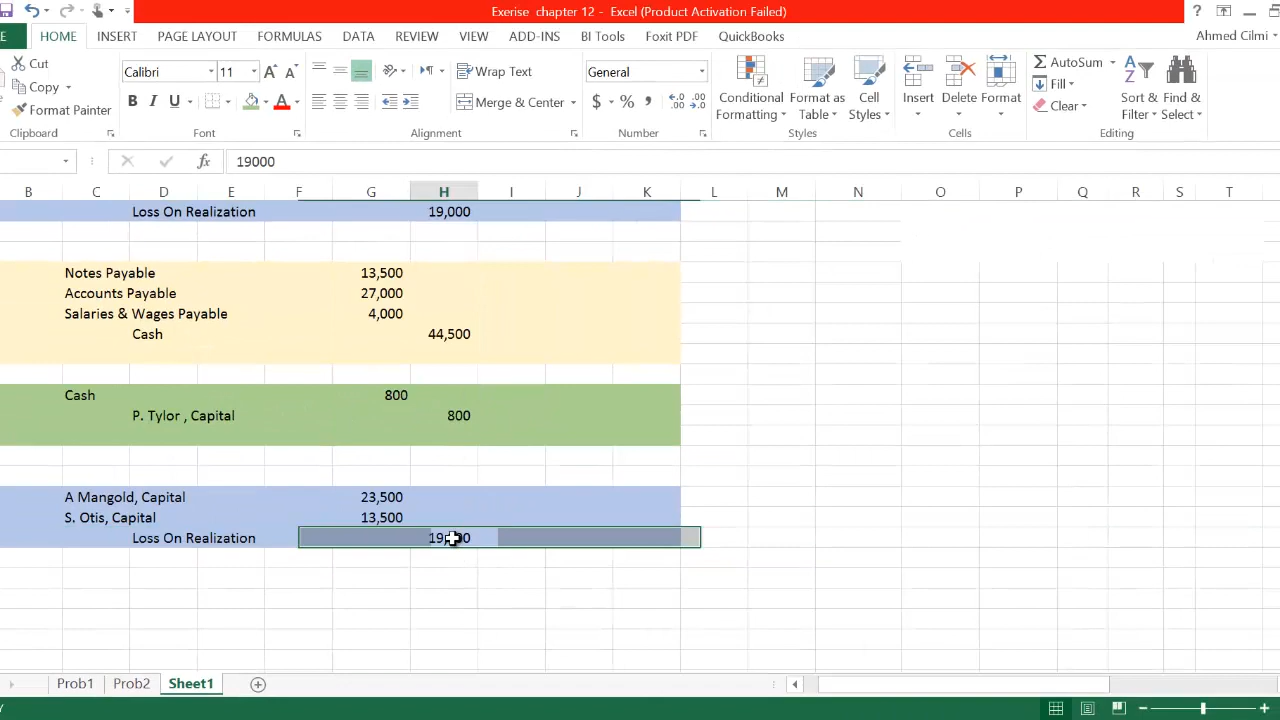 Exerise chapter 12 - Excel (Product Activation Failed)
?
HOME INSERT PAGE LAYOUT FORMULAS DATA REVIEW VIEW ADD-INS BI Tools Foxit PDF QuickBooks Ahmed Cilmi
Cut
Copy
Format Painter
Clipboard
Calibri 11
B I U
Font
Wrap Text
Merge & Center
Alignment
General
$ % ,
Number
Conditional Formatting
Format as Table
Cell Styles
Styles
Insert Delete Format
Cells
AutoSum
Fill
Clear
Sort & Filter
Find & Select
Editing
fx 19000
B C D E F G H I J K L M N O P Q R S T
Loss On Realization 19,000
Notes Payable 13,500
Accounts Payable 27,000
Salaries & Wages Payable 4,000
Cash 44,500
Cash 800
P. Tylor , Capital 800
A Mangold, Capital 23,500
S. Otis, Capital 13,500
Loss On Realization
Prob1 Prob2 Sheet1